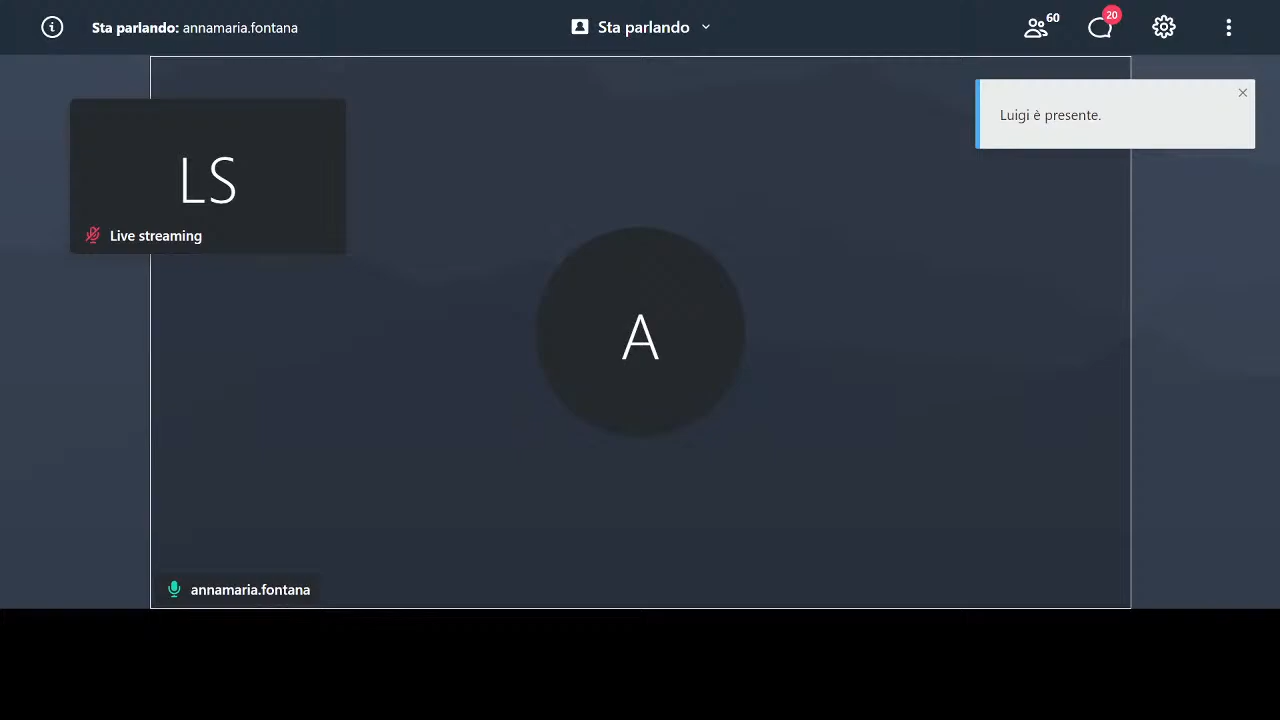 Sta parlando: annamaria.fontana
Sta parlando
60
20
Luigi è presente.
LS
Live streaming
A
annamaria.fontana